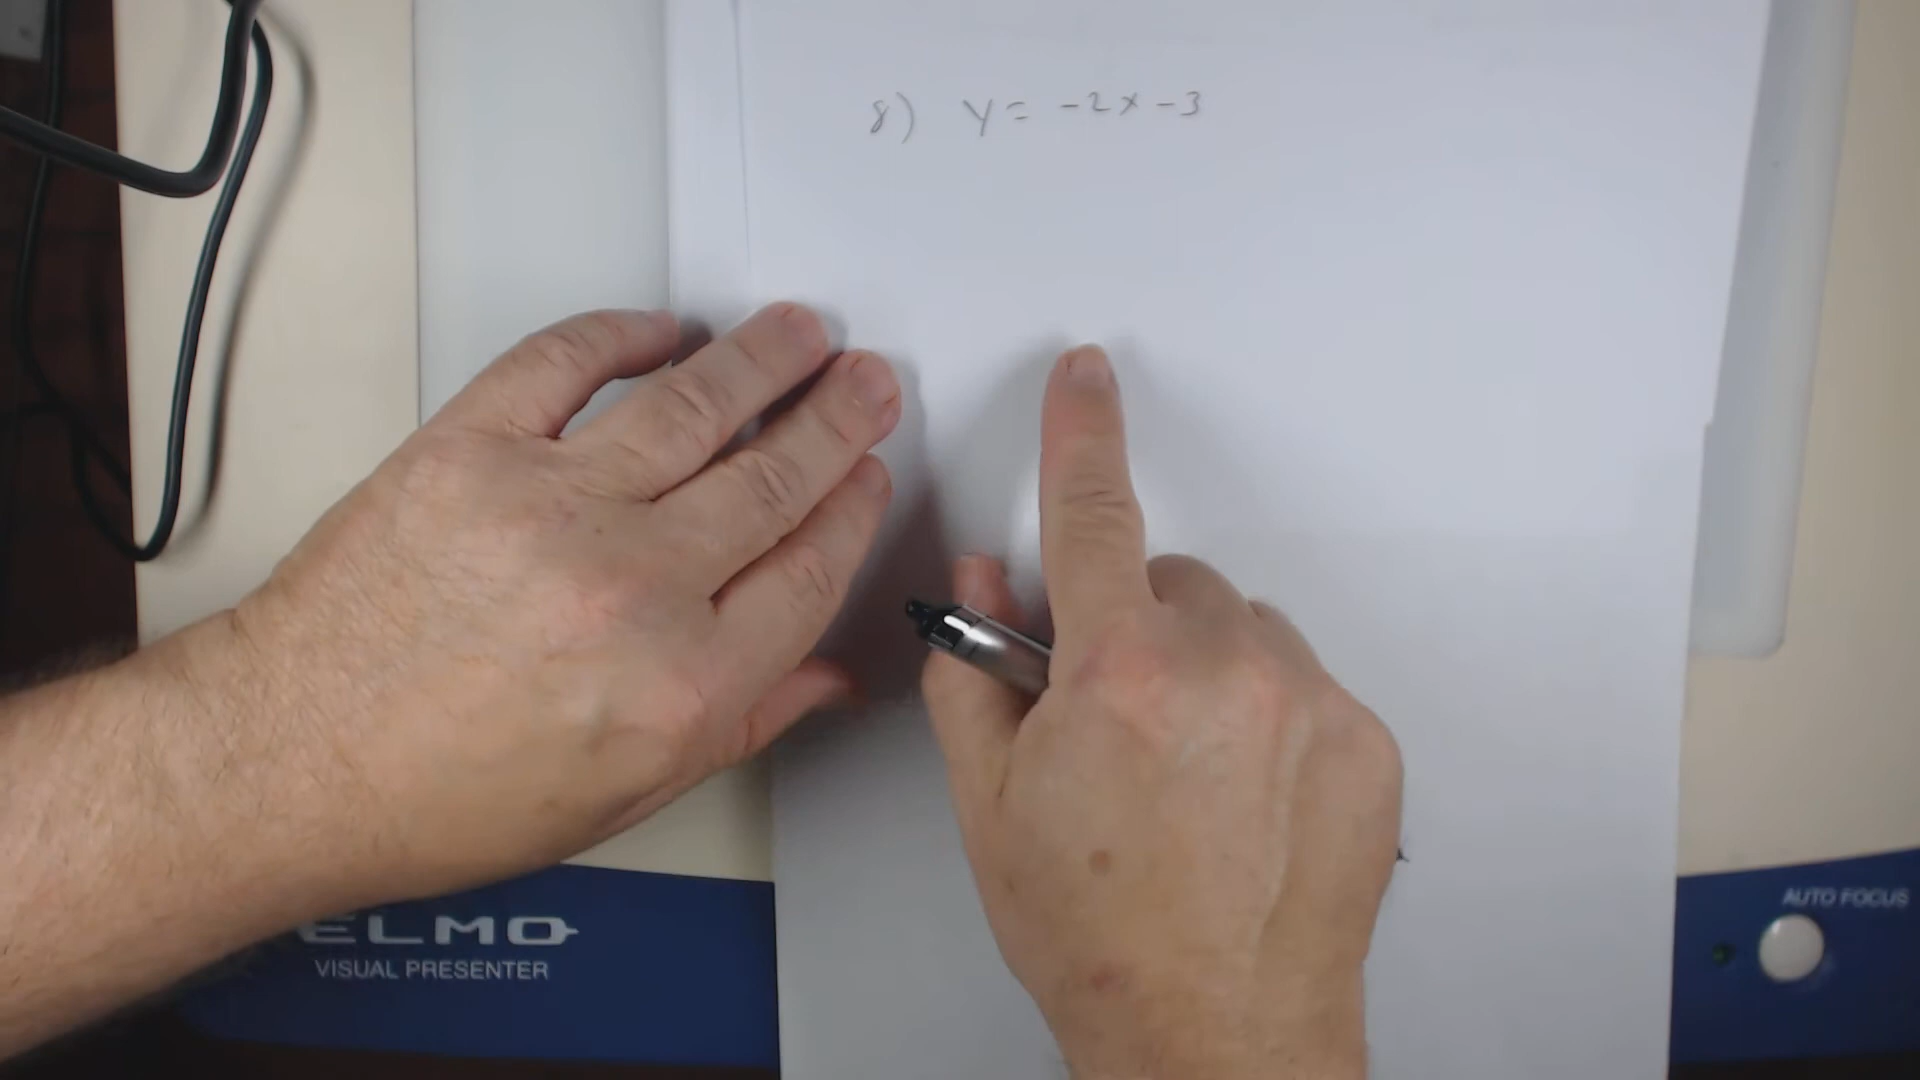 8) y = -2x - 3
ELMO
VISUAL PRESENTER
AUTO FOCUS